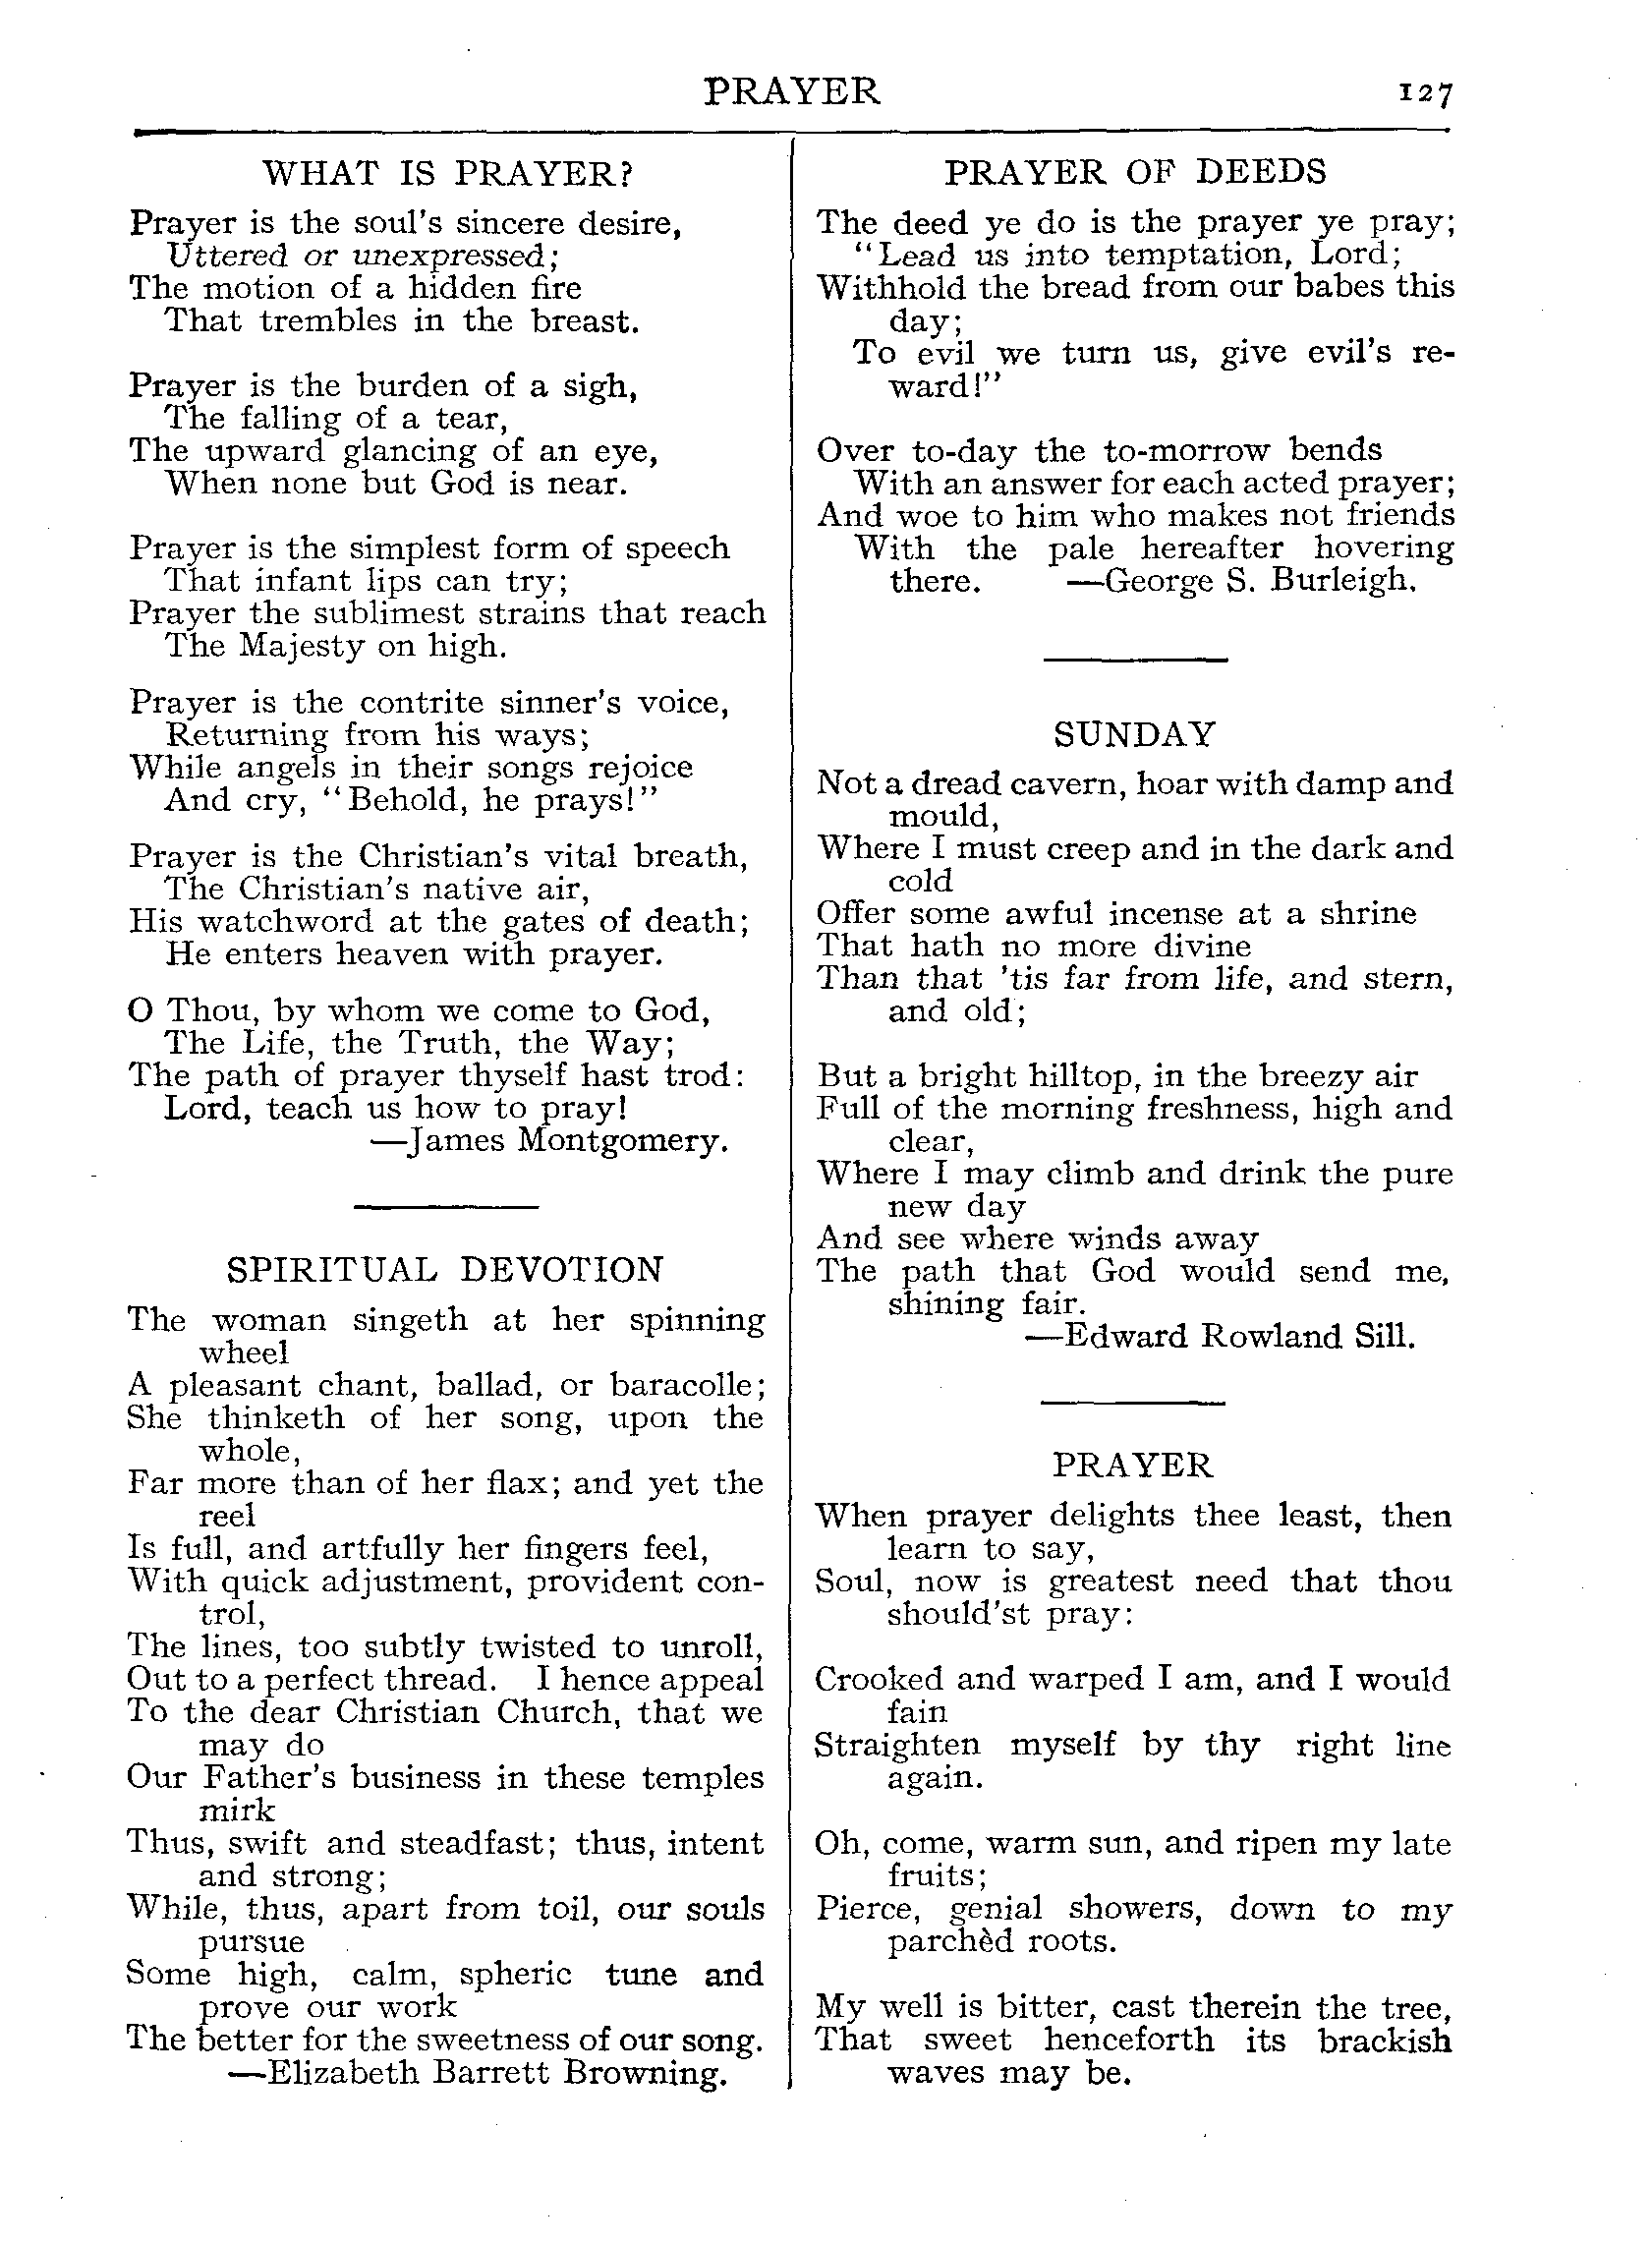 PRAYER 127
WHAT IS PRAYER?
Prayer is the soul's sincere desire,
Uttered or unexpressed;
The motion of a hidden fire
That trembles in the breast.
Prayer is the burden of a sigh,
The falling of a tear,
The upward glancing of an eye,
When none but God is near.
Prayer is the simplest form of speech
That infant lips can try;
Prayer the sublimest strains that reach
The Majesty on high.
Prayer is the contrite sinner's voice,
Returning from his ways;
While angels in their songs rejoice
And cry, "Behold, he prays!"
Prayer is the Christian's vital breath,
The Christian's native air,
His watchword at the gates of death;
He enters heaven with prayer.
O Thou, by whom we come to God,
The Life, the Truth, the Way;
The path of prayer thyself hast trod:
Lord, teach us how to pray!
—James Montgomery.
SPIRITUAL DEVOTION
The woman singeth at her spinning
wheel
A pleasant chant, ballad, or baracolle;
She thinketh of her song, upon the
whole,
Far more than of her flax; and yet the
reel
Is full, and artfully her fingers feel,
With quick adjustment, provident con-
trol,
The lines, too subtly twisted to unroll,
Out to a perfect thread. I hence appeal
To the dear Christian Church, that we
may do
Our Father's business in these temples
mirk
Thus, swift and steadfast; thus, intent
and strong;
While, thus, apart from toil, our souls
pursue
Some high, calm, spheric tune and
prove our work
The better for the sweetness of our song.
—Elizabeth Barrett Browning.
PRAYER OF DEEDS
The deed ye do is the prayer ye pray;
"Lead us into temptation, Lord;
Withhold the bread from our babes this
day;
To evil we turn us, give evil's re-
ward!"
Over to-day the to-morrow bends
With an answer for each acted prayer;
And woe to him who makes not friends
With the pale hereafter hovering
there. —George S. Burleigh.
SUNDAY
Not a dread cavern, hoar with damp and
mould,
Where I must creep and in the dark and
cold
Offer some awful incense at a shrine
That hath no more divine
Than that 'tis far from life, and stern,
and old;
But a bright hilltop, in the breezy air
Full of the morning freshness, high and
clear,
Where I may climb and drink the pure
new day
And see where winds away
The path that God would send me,
shining fair.
—Edward Rowland Sill.
PRAYER
When prayer delights thee least, then
learn to say,
Soul, now is greatest need that thou
should'st pray:
Crooked and warped I am, and I would
fain
Straighten myself by thy right line
again.
Oh, come, warm sun, and ripen my late
fruits;
Pierce, genial showers, down to my
parchèd roots.
My well is bitter, cast therein the tree,
That sweet henceforth its brackish
waves may be.